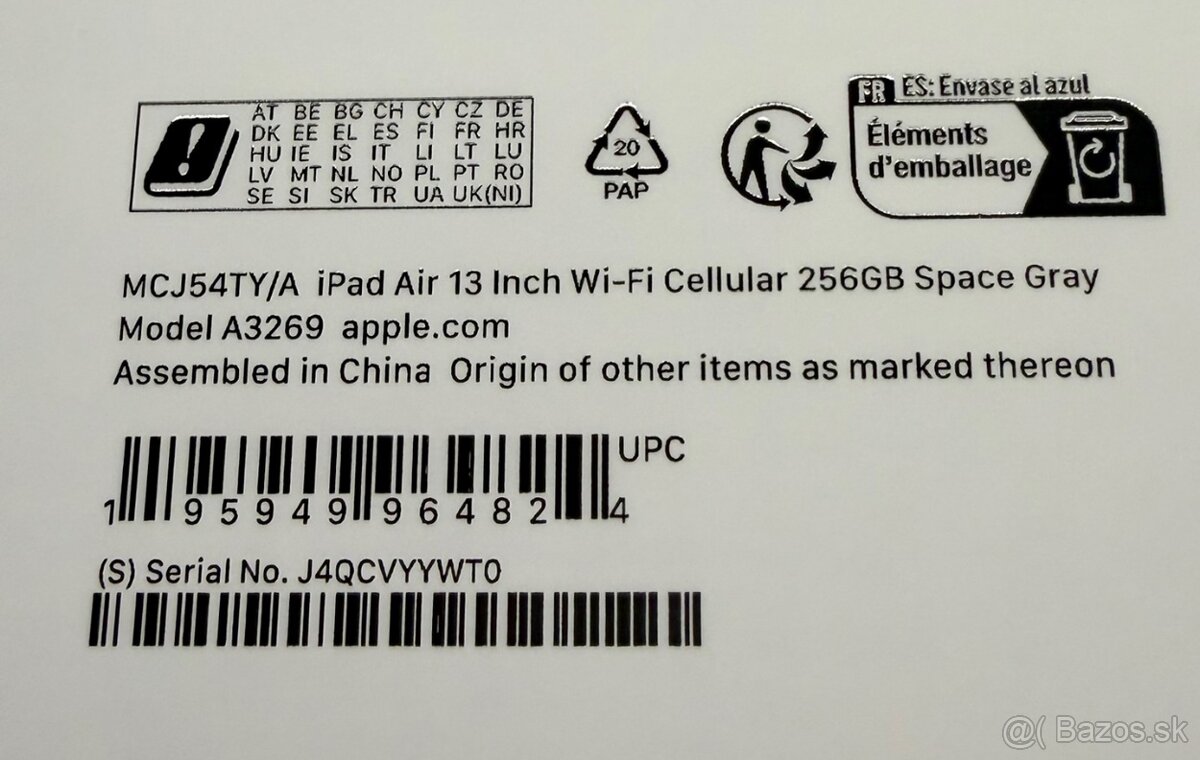 AT BE BG CH CY CZ DE
DK EE EL ES FI FR HR
HU IE IS IT LI LT LU
LV MT NL NO PL PT RO
SE SI SK TR UA UK(NI)
20
PAP
FR ES: Envase al azul
Éléments
d'emballage
MCJ54TY/A iPad Air 13 Inch Wi-Fi Cellular 256GB Space Gray
Model A3269 apple.com
Assembled in China Origin of other items as marked thereon
UPC
1 95949 96482 4
(S) Serial No. J4QCVYYWT0
@( Bazos.sk